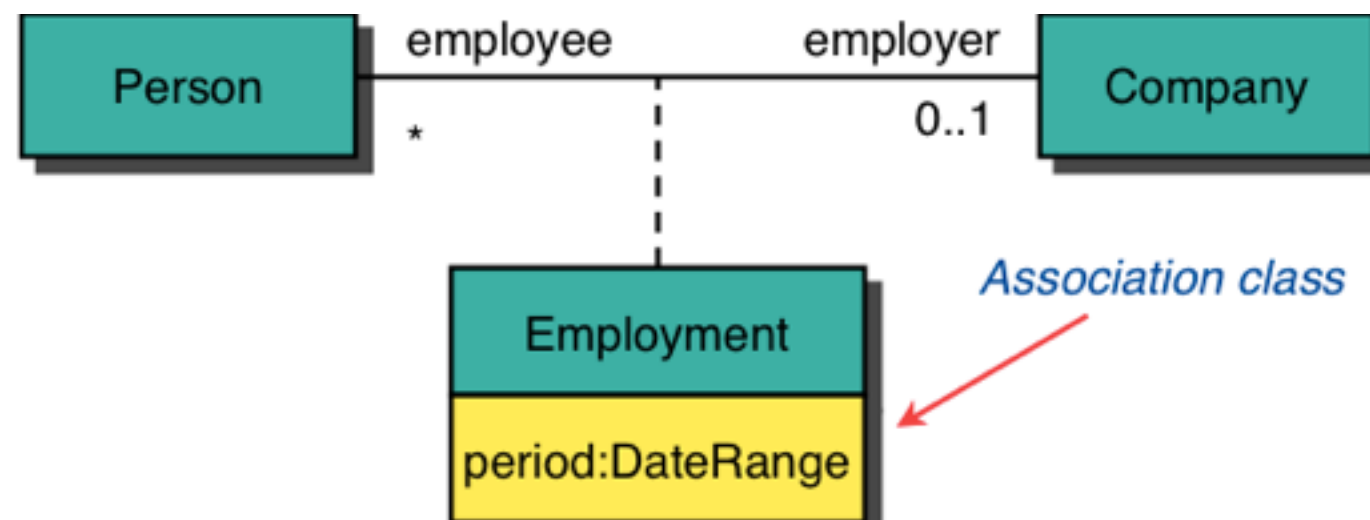 employee employer
Person Company
* 0..1
Association class
Employment
period:DateRange